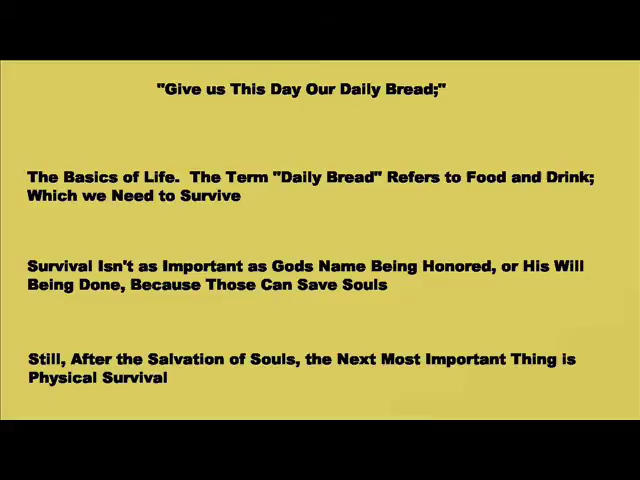 "Give us This Day Our Daily Bread;"
The Basics of Life.  The Term "Daily Bread" Refers to Food and Drink;
Which we Need to Survive
Survival Isn't as Important as Gods Name Being Honored, or His Will
Being Done, Because Those Can Save Souls
Still, After the Salvation of Souls, the Next Most Important Thing is
Physical Survival